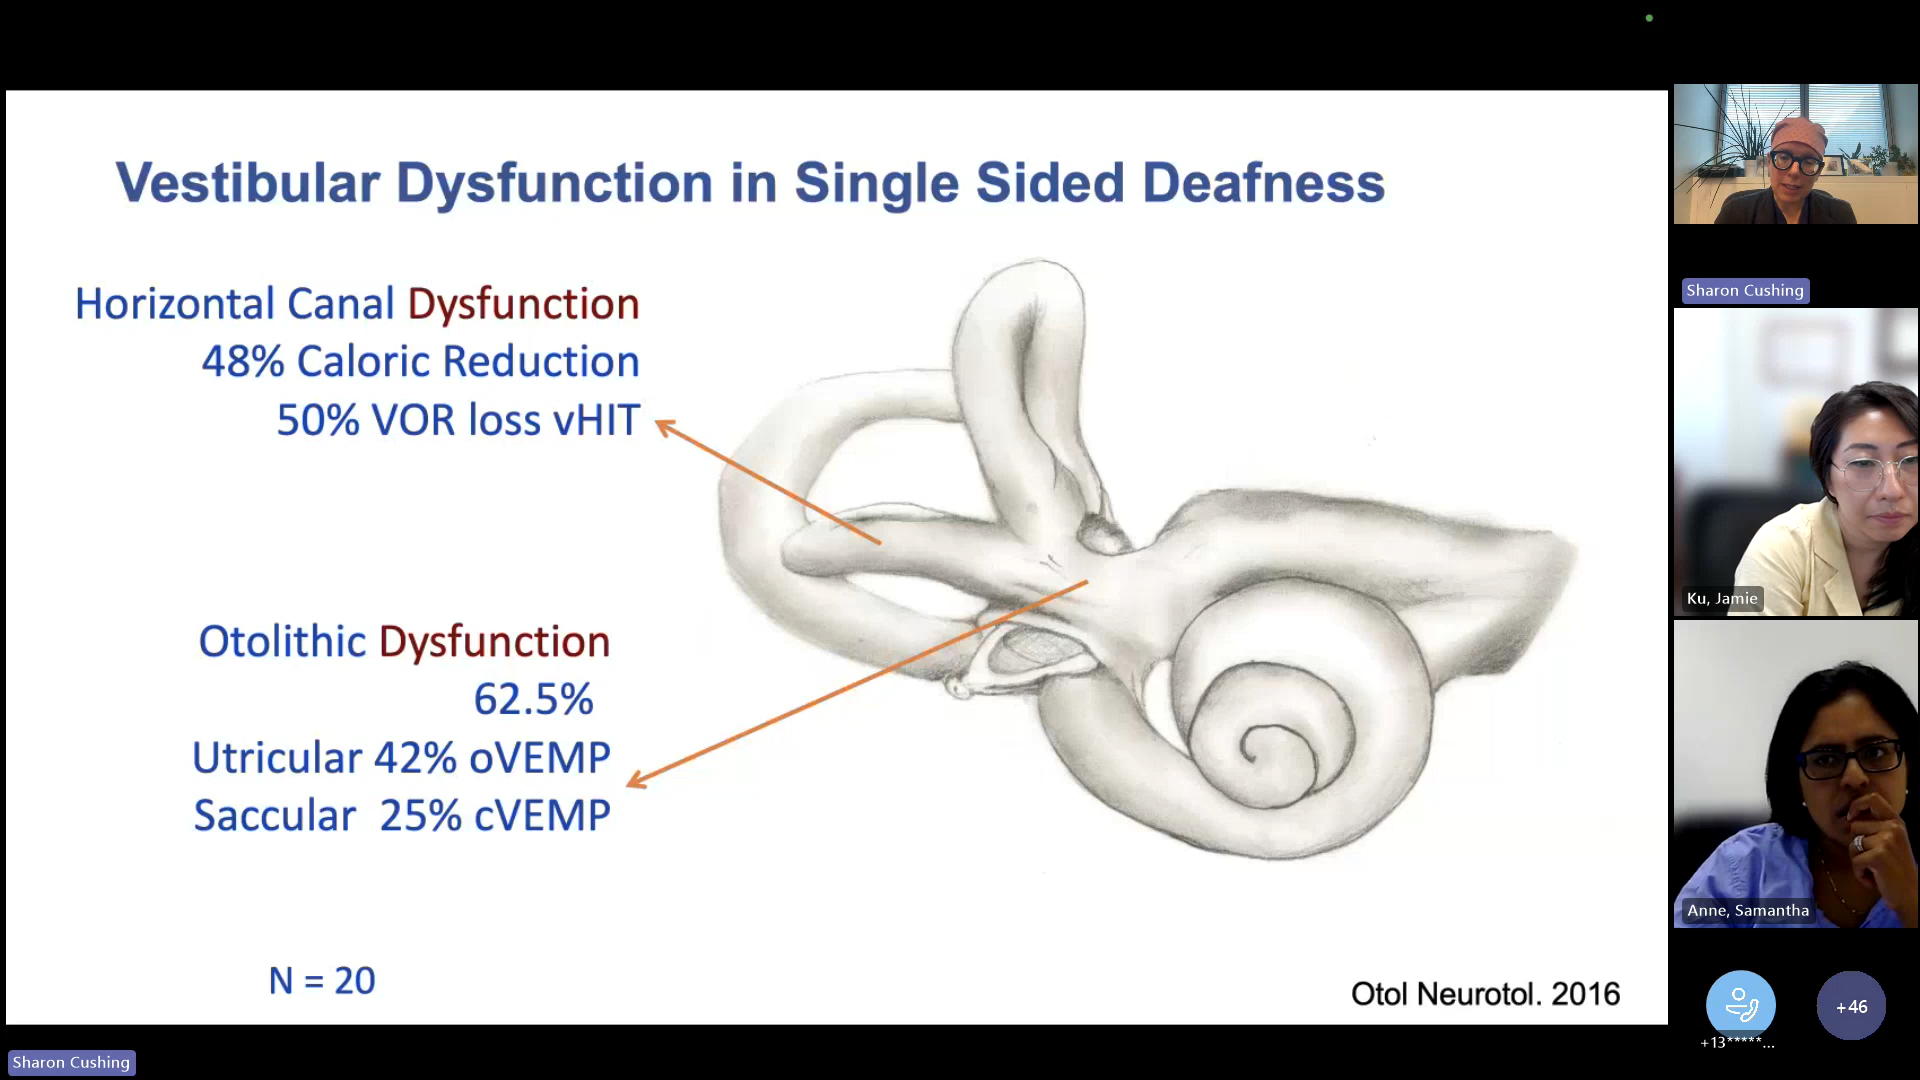 Vestibular Dysfunction in Single Sided Deafness
Horizontal Canal Dysfunction
48% Caloric Reduction
50% VOR loss vHIT
Otolithic Dysfunction
62.5%
Utricular 42% oVEMP
Saccular 25% cVEMP
N = 20
Otol Neurotol. 2016
Sharon Cushing
Sharon Cushing
Ku, Jamie
Anne, Samantha
+13*****...
+46